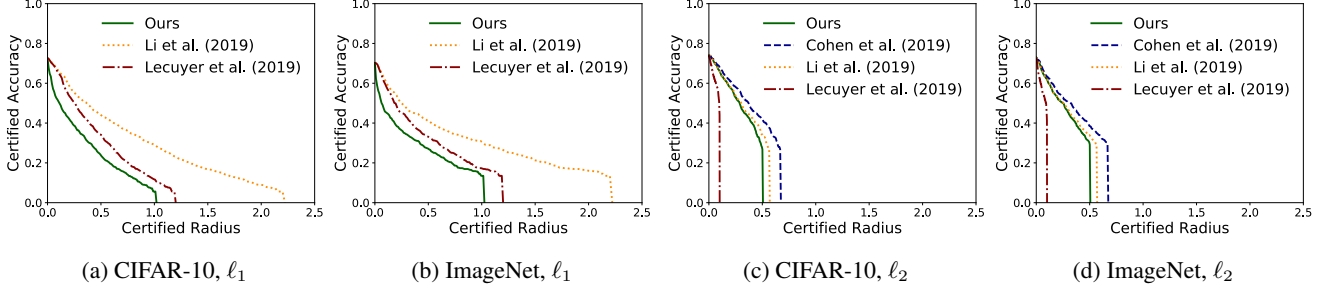 Ours
Li et al. (2019)
Lecuyer et al. (2019)
1.0
0.8
0.6
0.4
0.2
0.0
Certified Accuracy
0.0 0.5 1.0 1.5 2.0 2.5
Certified Radius
(a) CIFAR-10, ℓ1
Ours
Li et al. (2019)
Lecuyer et al. (2019)
1.0
0.8
0.6
0.4
0.2
0.0
Certified Accuracy
0.0 0.5 1.0 1.5 2.0 2.5
Certified Radius
(b) ImageNet, ℓ1
Ours
Cohen et al. (2019)
Li et al. (2019)
Lecuyer et al. (2019)
1.0
0.8
0.6
0.4
0.2
0.0
Certified Accuracy
0.0 0.5 1.0 1.5 2.0 2.5
Certified Radius
(c) CIFAR-10, ℓ2
Ours
Cohen et al. (2019)
Li et al. (2019)
Lecuyer et al. (2019)
1.0
0.8
0.6
0.4
0.2
0.0
Certified Accuracy
0.0 0.5 1.0 1.5 2.0 2.5
Certified Radius
(d) ImageNet, ℓ2